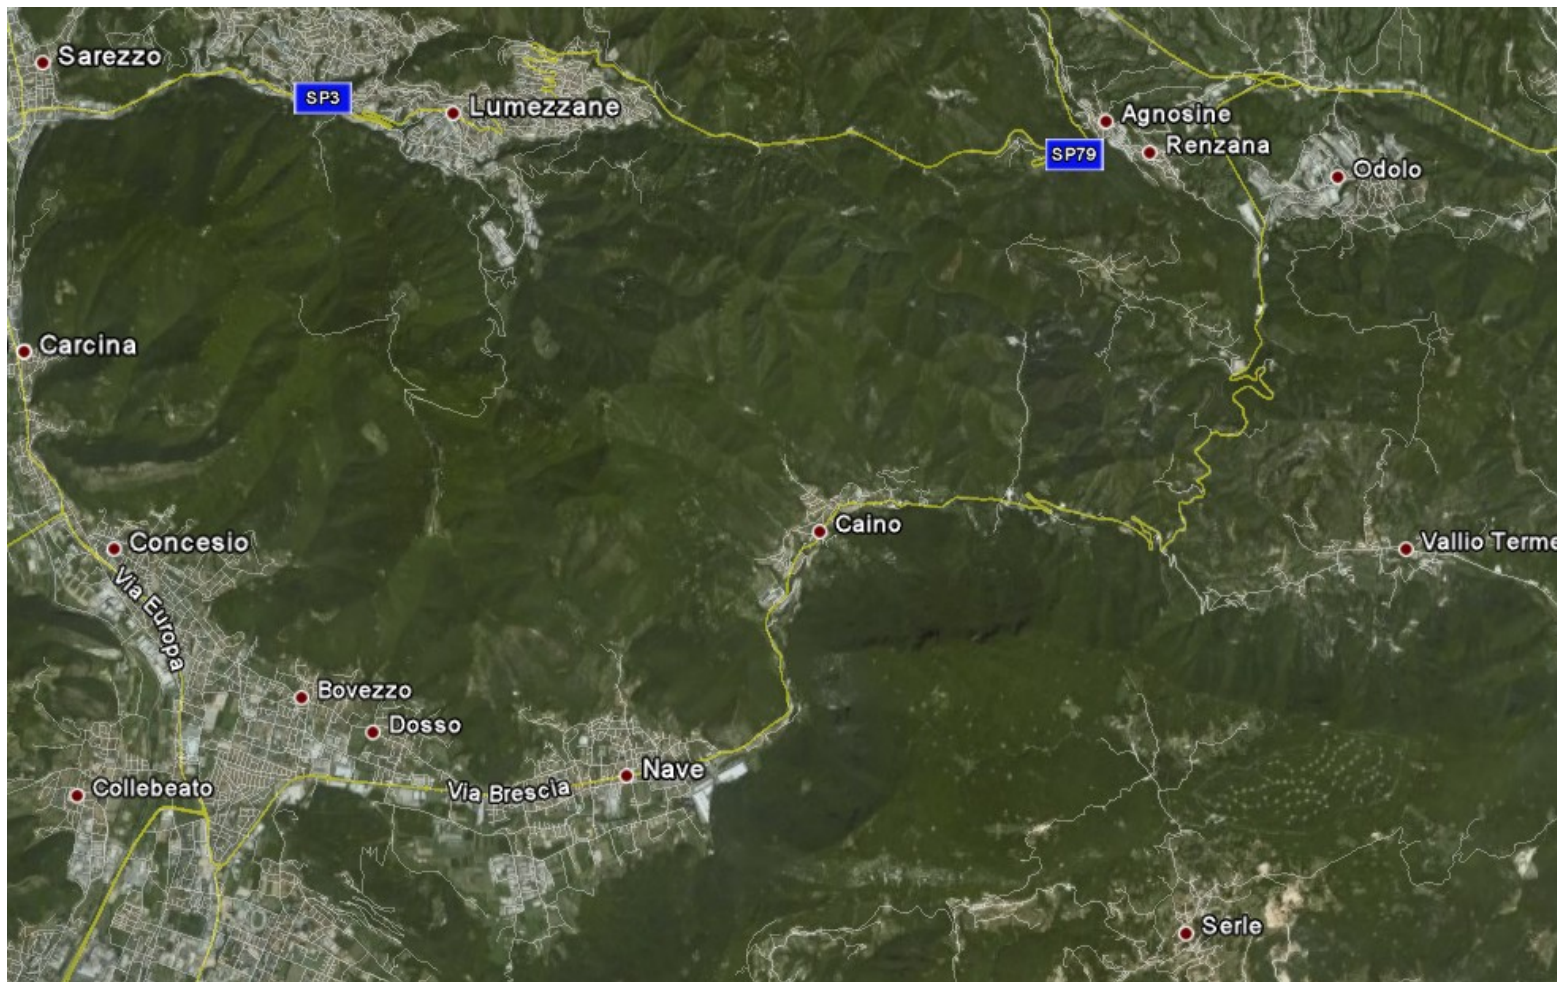 Sarezzo
SP3
Lumezzane
Agnosine
SP79
Renzana
Odolo
Carcina
Caino
Concesio
Vallio Terme
Via Europa
Bovezzo
Dosso
Nave
Via Brescia
Collebeato
Serle